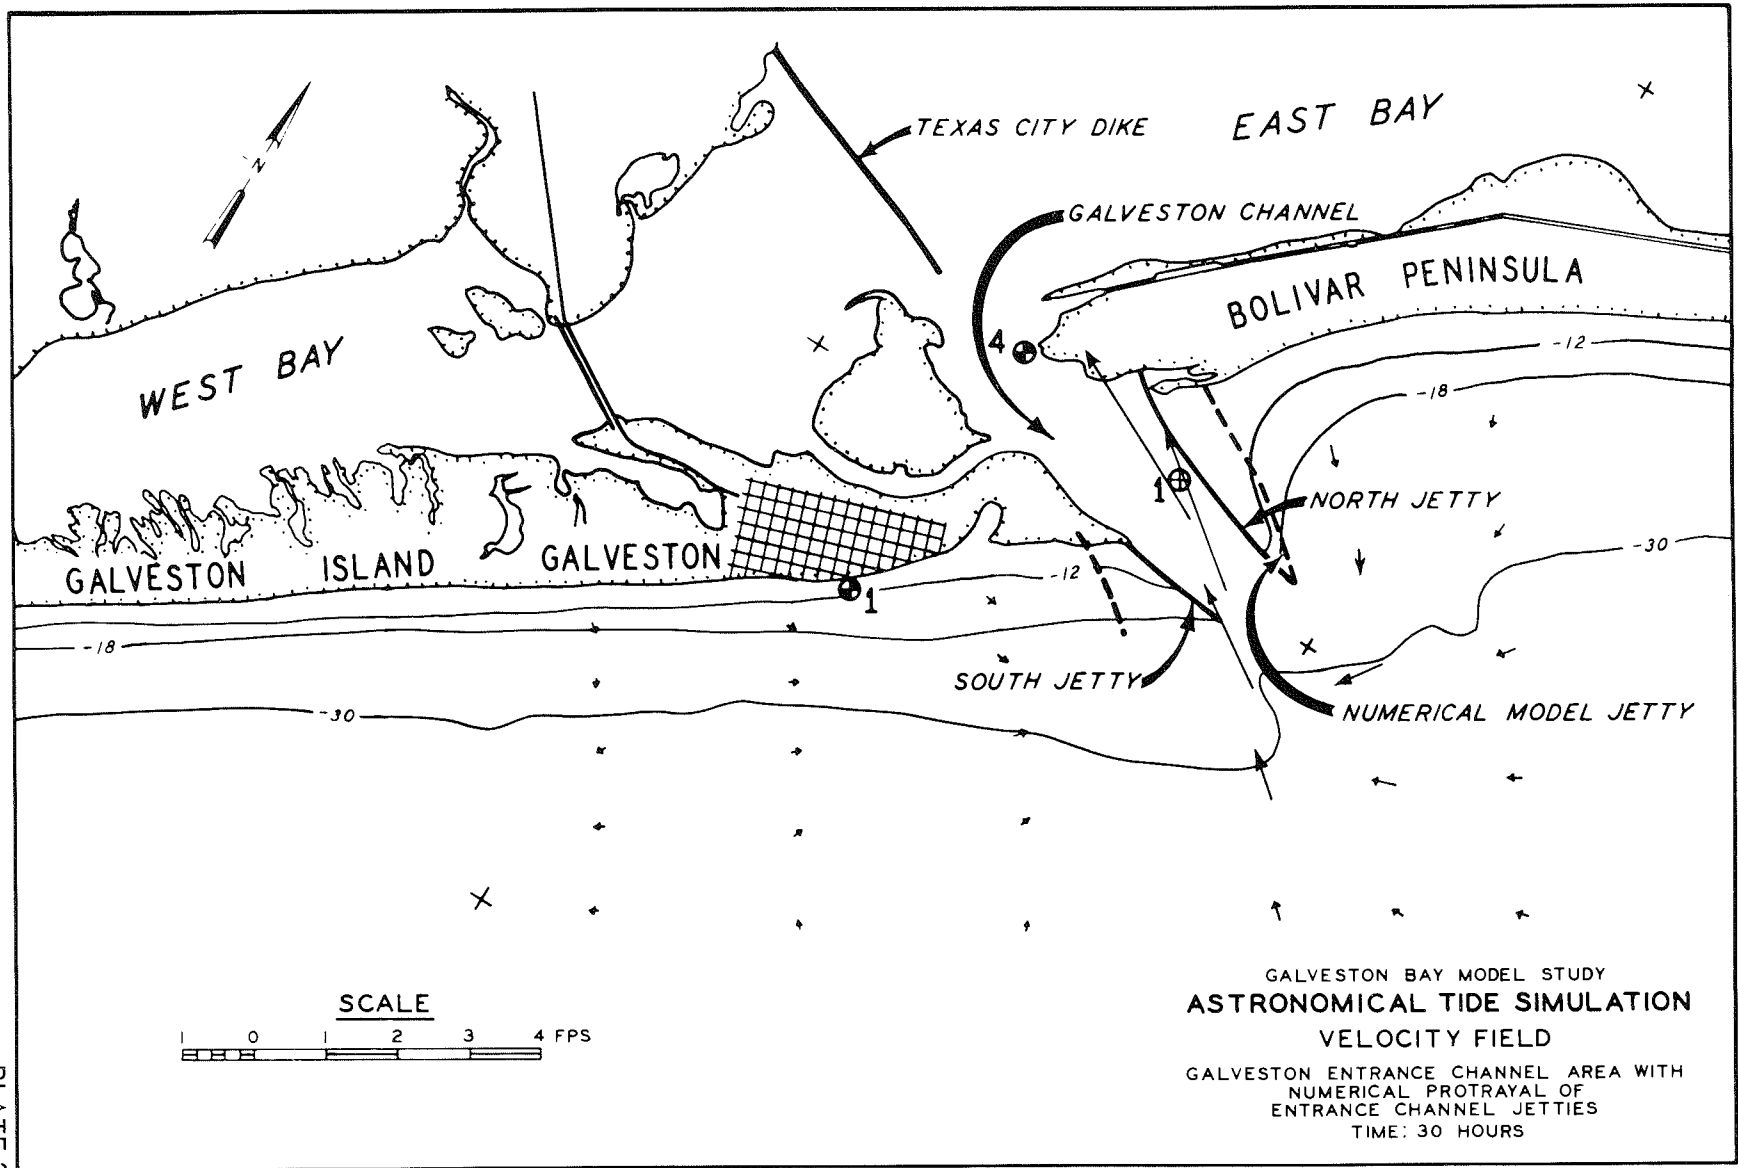 EAST BAY
TEXAS CITY DIKE
N
GALVESTON CHANNEL
BOLIVAR PENINSULA
4
-12
WEST BAY
-18
1
NORTH JETTY
-30
GALVESTON ISLAND GALVESTON
-12
1
-18
SOUTH JETTY
NUMERICAL MODEL JETTY
-30
SCALE
1 0 1 2 3 4 FPS
GALVESTON BAY MODEL STUDY
ASTRONOMICAL TIDE SIMULATION
VELOCITY FIELD
GALVESTON ENTRANCE CHANNEL AREA WITH
NUMERICAL PROTRAYAL OF
ENTRANCE CHANNEL JETTIES
TIME: 30 HOURS